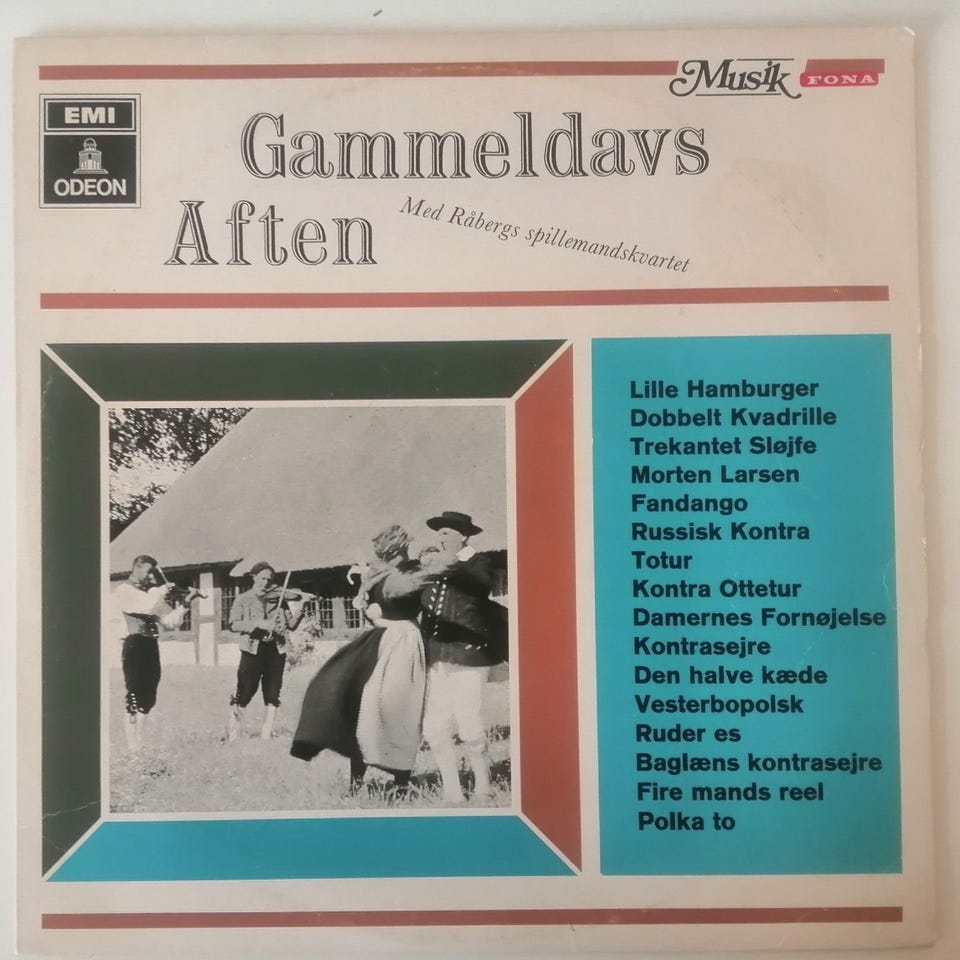 Musik FONA
EMI
ODEON
Gammeldavs
Aften
Med Råbergs spillemandskvartet
Lille Hamburger
Dobbelt Kvadrille
Trekantet Sløjfe
Morten Larsen
Fandango
Russisk Kontra
Totur
Kontra Ottetur
Damernes Fornøjelse
Kontrasejre
Den halve kæde
Vesterbopolsk
Ruder es
Baglæns kontrasejre
Fire mands reel
Polka to